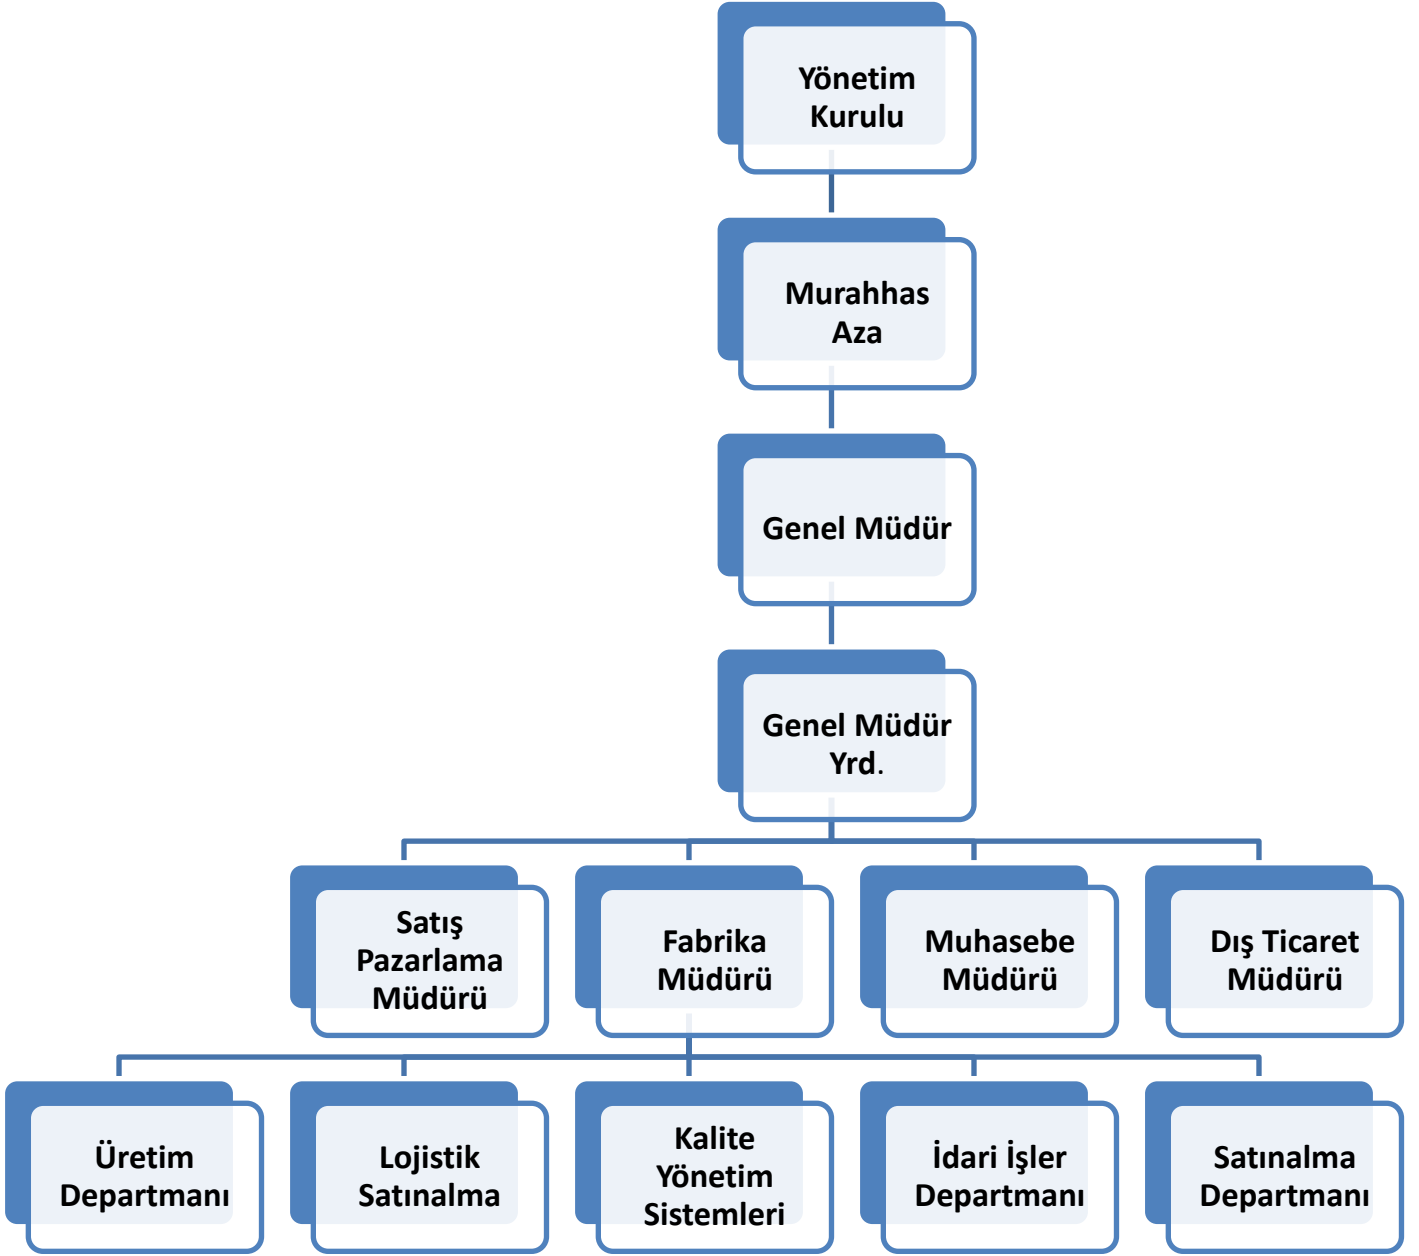 Yönetim
Kurulu
Murahhas
Aza
Genel Müdür
Genel Müdür
Yrd.
Satış
Pazarlama
Müdürü
Fabrika
Müdürü
Muhasebe
Müdürü
Dış Ticaret
Müdürü
Üretim
Departmanı
Lojistik
Satınalma
Kalite
Yönetim
Sistemleri
İdari İşler
Departmanı
Satınalma
Departmanı